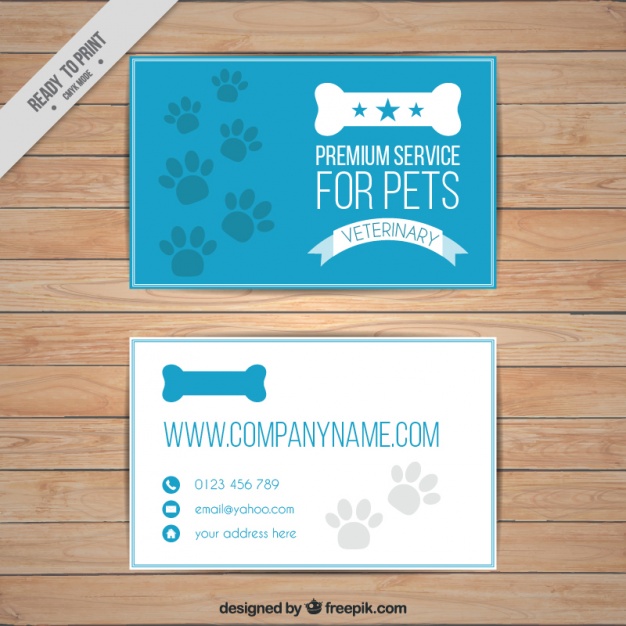 READY TO PRINT
CMYK MODE
PREMIUM SERVICE
FOR PETS
VETERINARY
WWW.COMPANYNAME.COM
0123 456 789
email@yahoo.com
your address here
designed by freepik.com